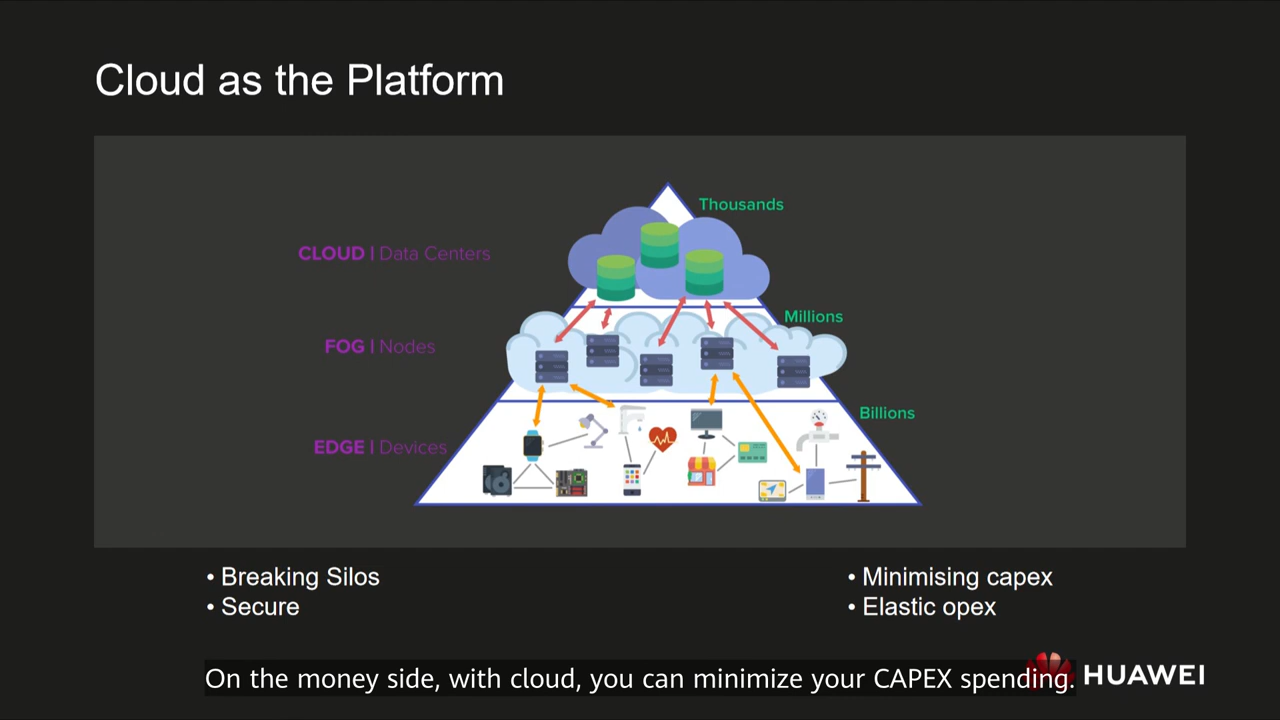 Cloud as the Platform
Thousands
CLOUD | Data Centers
Millions
FOG | Nodes
Billions
EDGE | Devices
• Breaking Silos
• Secure
• Minimising capex
• Elastic opex
On the money side, with cloud, you can minimize your CAPEX spending.
HUAWEI